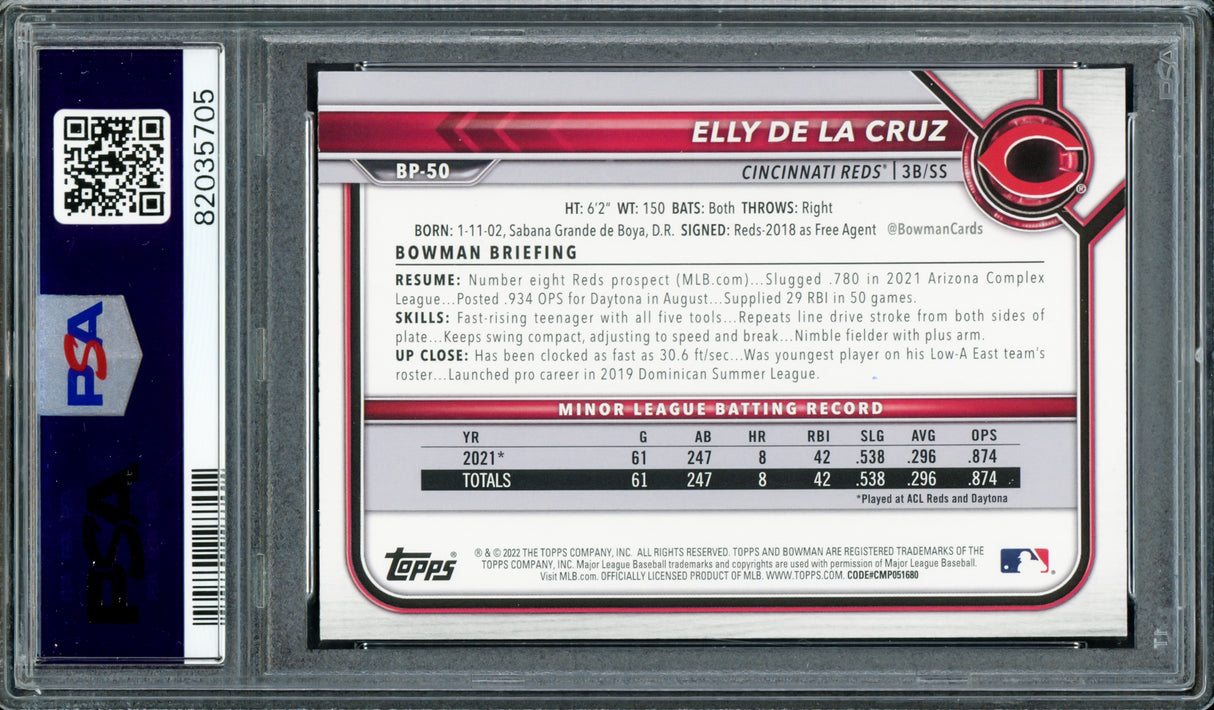 82035705
PSA
PSA
PSA
ELLY DE LA CRUZ
BP-50
CINCINNATI REDS® | 3B/SS
®
HT: 6'2" WT: 150 BATS: Both THROWS: Right
BORN: 1-11-02, Sabana Grande de Boya, D.R. SIGNED: Reds-2018 as Free Agent @BowmanCards
BOWMAN BRIEFING
RESUME: Number eight Reds prospect (MLB.com)...Slugged .780 in 2021 Arizona Complex
League...Posted .934 OPS for Daytona in August...Supplied 29 RBI in 50 games.
SKILLS: Fast-rising teenager with all five tools...Repeats line drive stroke from both sides of
plate...Keeps swing compact, adjusting to speed and break...Nimble fielder with plus arm.
UP CLOSE: Has been clocked as fast as 30.6 ft/sec...Was youngest player on his Low-A East team's
roster...Launched pro career in 2019 Dominican Summer League.
MINOR LEAGUE BATTING RECORD
YR G AB HR RBI SLG AVG OPS
2021* 61 247 8 42 .538 .296 .874
TOTALS 61 247 8 42 .538 .296 .874
*Played at ACL Reds and Daytona
TOPPS®
® & © 2022 THE TOPPS COMPANY, INC. ALL RIGHTS RESERVED. TOPPS AND BOWMAN ARE REGISTERED TRADEMARKS OF THE
TOPPS COMPANY, INC. Major League Baseball trademarks and copyrights are used with permission of Major League Baseball.
Visit MLB.com. OFFICIALLY LICENSED PRODUCT OF MLB. WWW.TOPPS.COM. CODE#CMP051680